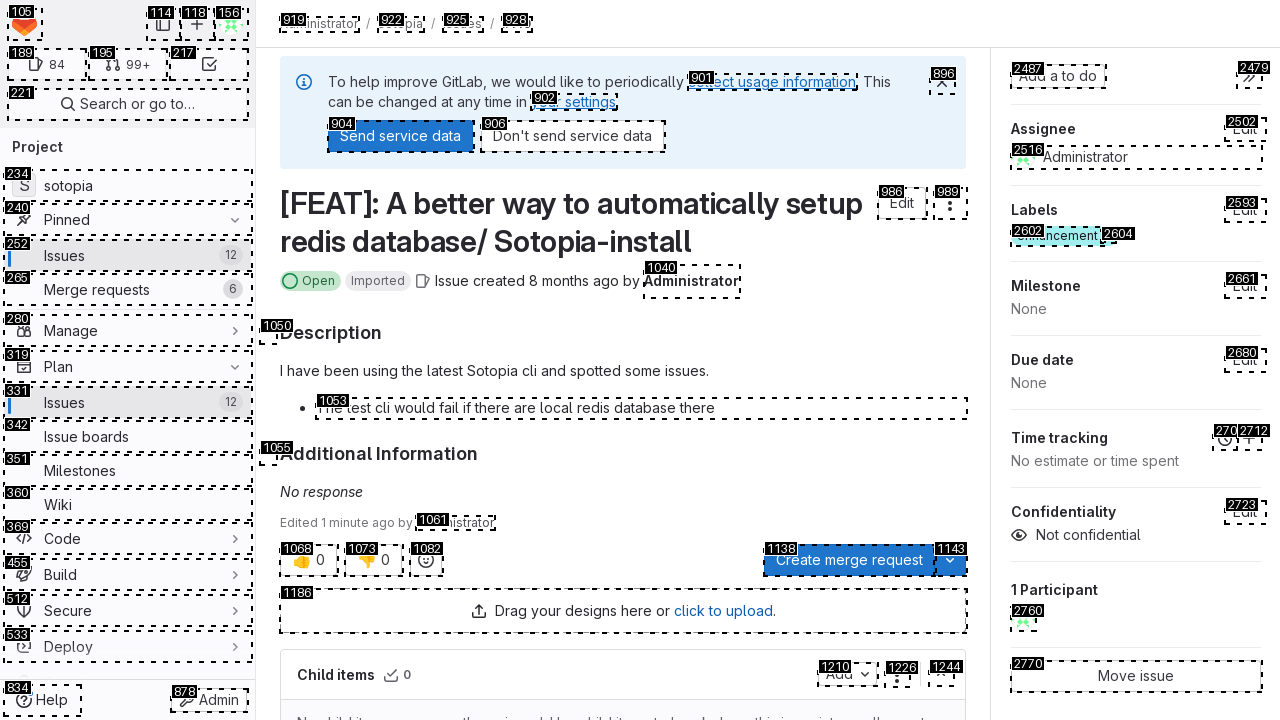 105
114
118
156
919 Administrator / 922 sotopia / 925 Issues / 928
189 84
195 99+
217
221 Search or go to…
Project
234 S sotopia
240 Pinned
252 Issues 12
265 Merge requests 6
280 Manage
319 Plan
331 Issues 12
342 Issue boards
351 Milestones
360 Wiki
369 Code
455 Build
512 Secure
533 Deploy
834 Help
878 Admin
To help improve GitLab, we would like to periodically 901 collect usage information. This
can be changed at any time in 902 your settings.
896
904 Send service data
906 Don't send service data
[FEAT]: A better way to automatically setup
redis database/ Sotopia-install
986 Edit
989
Open Imported Issue created 8 months ago by 1040 Administrator
1050 Description
I have been using the latest Sotopia cli and spotted some issues.
1053 The test cli would fail if there are local redis database there
1055 Additional Information
No response
Edited 1 minute ago by 1061 Administrator
1068 👍 0
1073 👎 0
1082
1138 Create merge request
1143
1186 Drag your designs here or click to upload.
Child items 0
1210 Add
1226
1244
2487 Add a to do
2479
Assignee 2502 Edit
2516 Administrator
Labels 2593 Edit
2602 enhancement 2604
Milestone 2661 Edit
None
Due date 2680 Edit
None
Time tracking 270 2712
No estimate or time spent
Confidentiality 2723 Edit
Not confidential
1 Participant
2760
2770 Move issue